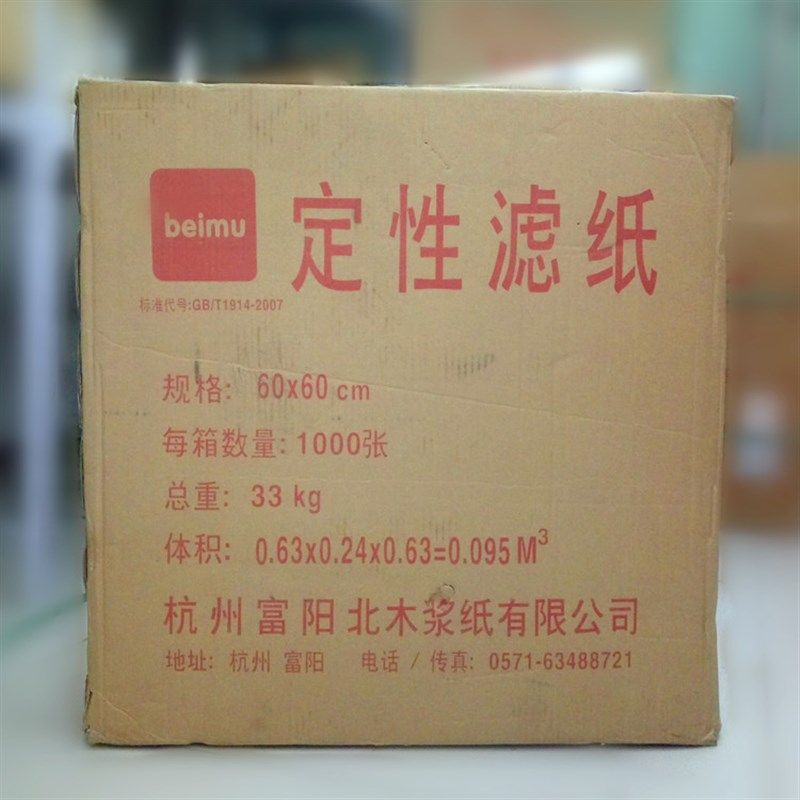 beimu
定性滤纸
标准代号:GB/T1914-2007
规格: 60x60 cm
每箱数量: 1000张
总重: 33 kg
体积: 0.63x0.24x0.63=0.095 M³
杭州富阳北木浆纸有限公司
地址: 杭州 富阳 电话 / 传真: 0571-63488721